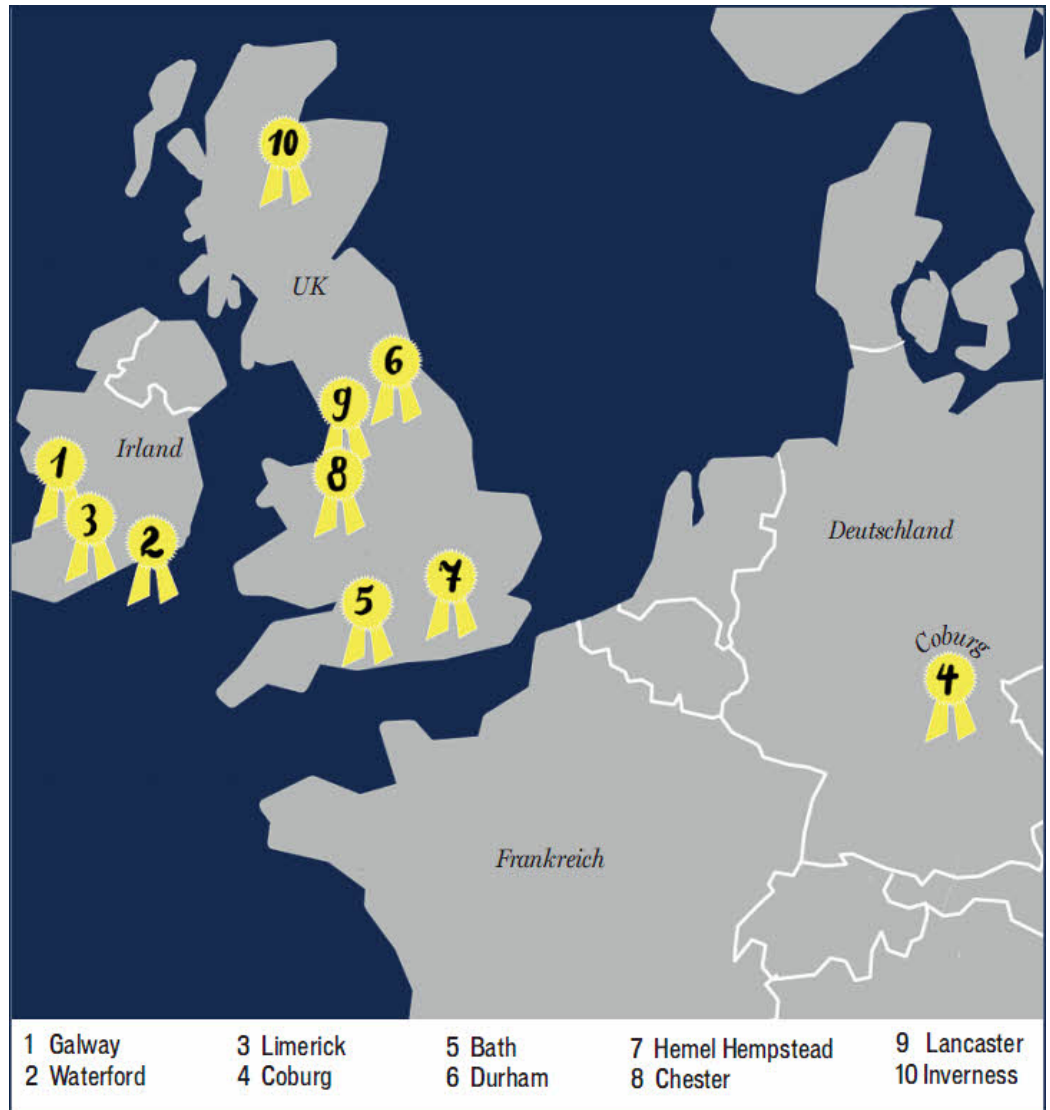 10
UK
6
9
1
Irland
8
3
2
Deutschland
7
5
Coburg
4
Frankreich
1 Galway
2 Waterford
3 Limerick
4 Coburg
5 Bath
6 Durham
7 Hemel Hempstead
8 Chester
9 Lancaster
10 Inverness